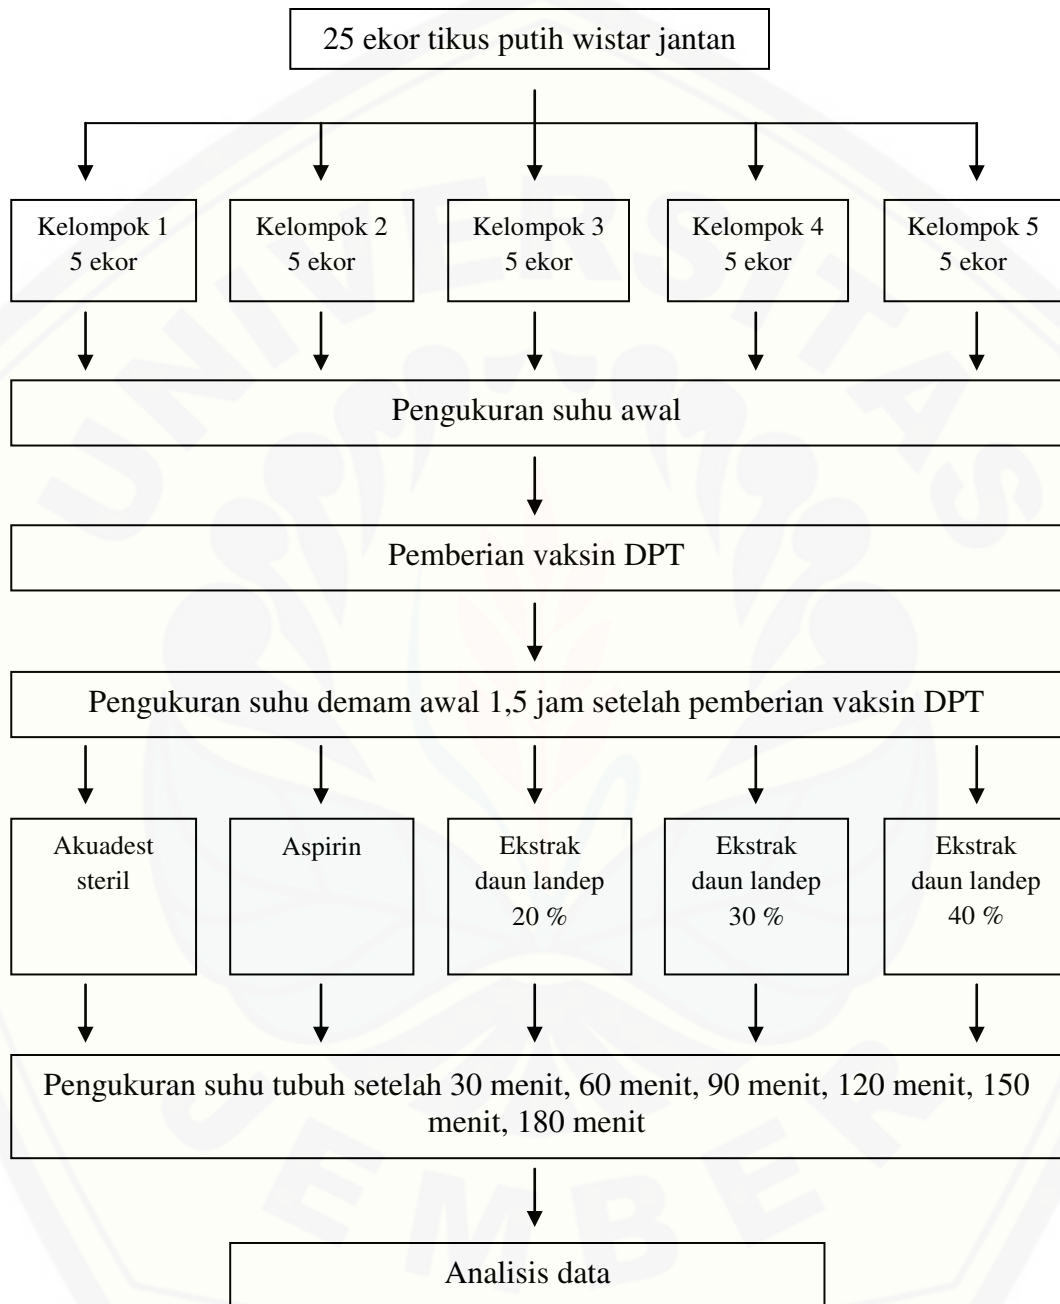 25 ekor tikus putih wistar jantan
Kelompok 1
5 ekor
Kelompok 2
5 ekor
Kelompok 3
5 ekor
Kelompok 4
5 ekor
Kelompok 5
5 ekor
Pengukuran suhu awal
Pemberian vaksin DPT
Pengukuran suhu demam awal 1,5 jam setelah pemberian vaksin DPT
Akuadest
steril
Aspirin
Ekstrak
daun landep
20 %
Ekstrak
daun landep
30 %
Ekstrak
daun landep
40 %
Pengukuran suhu tubuh setelah 30 menit, 60 menit, 90 menit, 120 menit, 150
menit, 180 menit
Analisis data
UNIVERSITAS
JEMBER